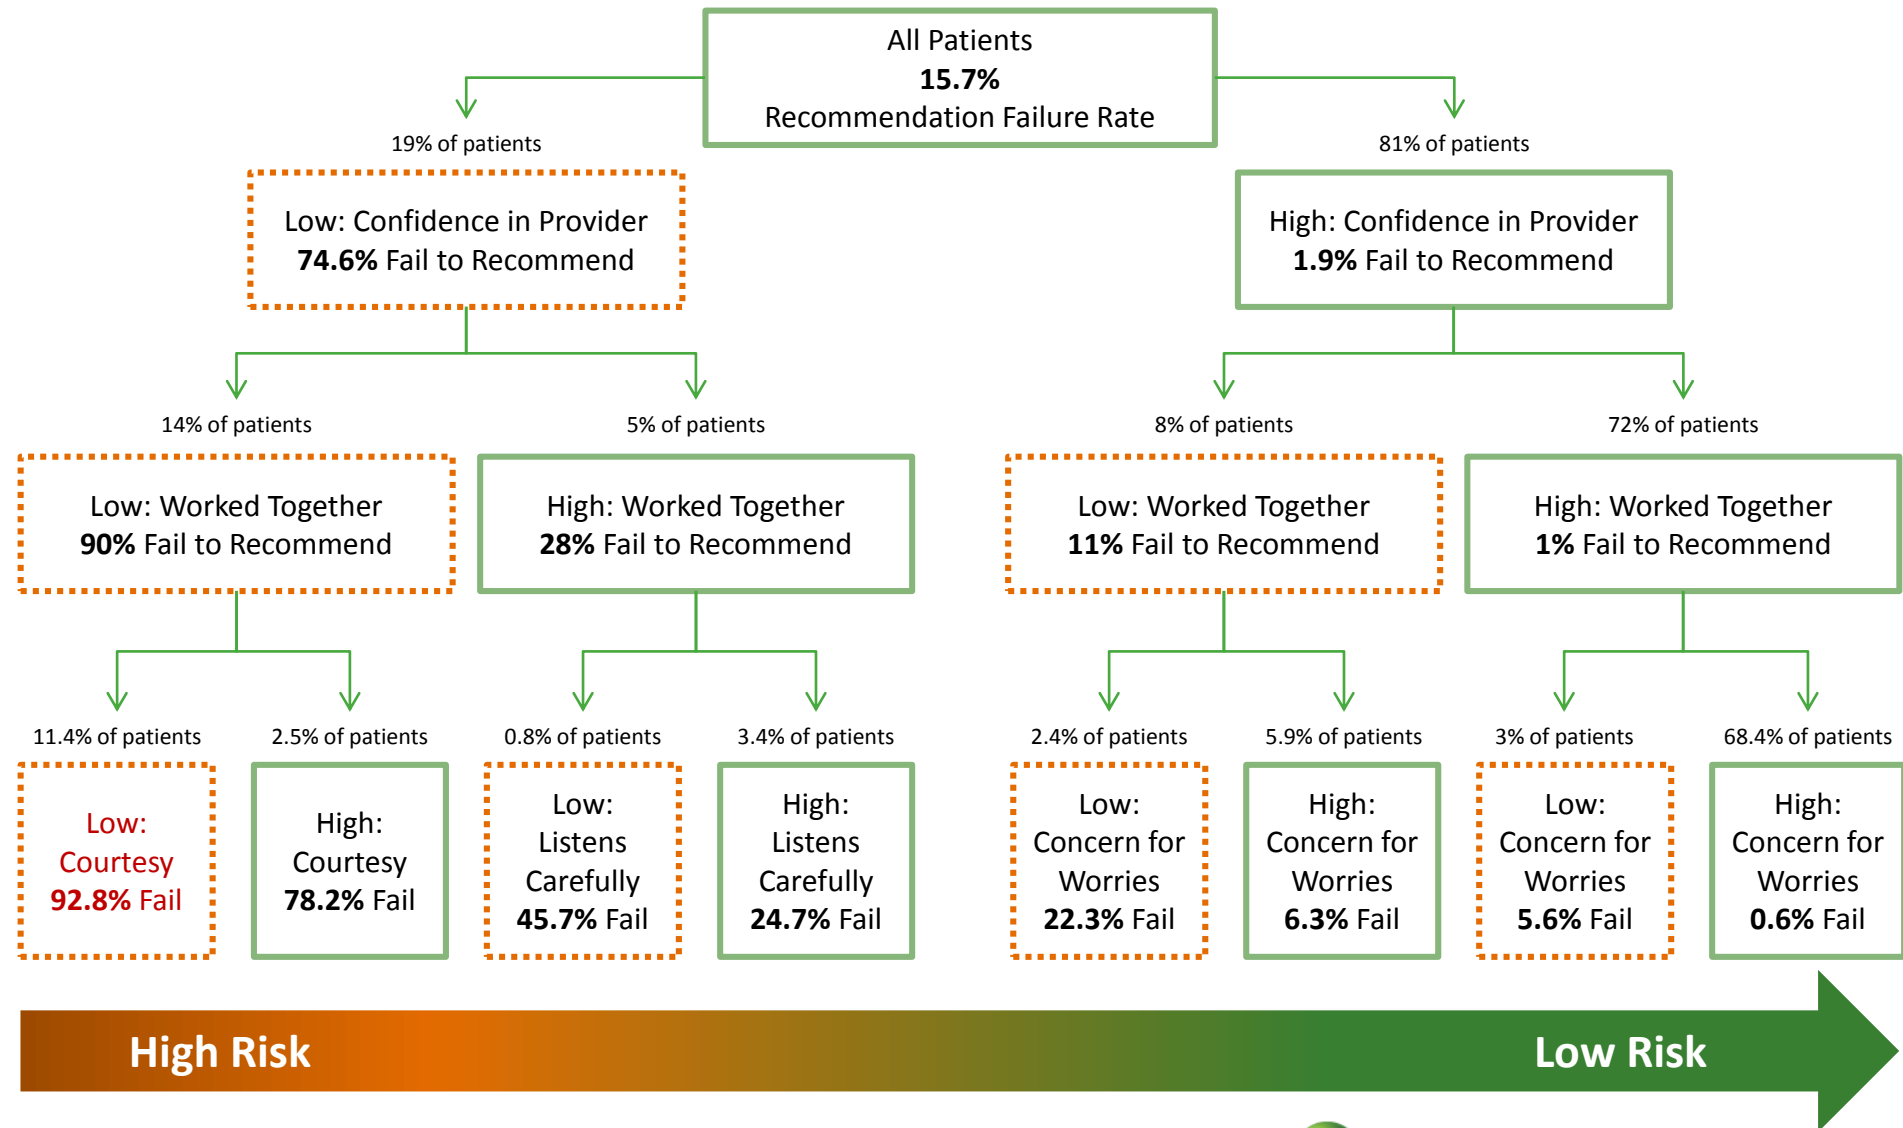 All Patients
15.7%
Recommendation Failure Rate
19% of patients
81% of patients
Low: Confidence in Provider
74.6% Fail to Recommend
High: Confidence in Provider
1.9% Fail to Recommend
14% of patients
5% of patients
8% of patients
72% of patients
Low: Worked Together
90% Fail to Recommend
High: Worked Together
28% Fail to Recommend
Low: Worked Together
11% Fail to Recommend
High: Worked Together
1% Fail to Recommend
11.4% of patients
2.5% of patients
0.8% of patients
3.4% of patients
2.4% of patients
5.9% of patients
3% of patients
68.4% of patients
Low:
Courtesy
92.8% Fail
High:
Courtesy
78.2% Fail
Low:
Listens
Carefully
45.7% Fail
High:
Listens
Carefully
24.7% Fail
Low:
Concern for
Worries
22.3% Fail
High:
Concern for
Worries
6.3% Fail
Low:
Concern for
Worries
5.6% Fail
High:
Concern for
Worries
0.6% Fail
High Risk
Low Risk